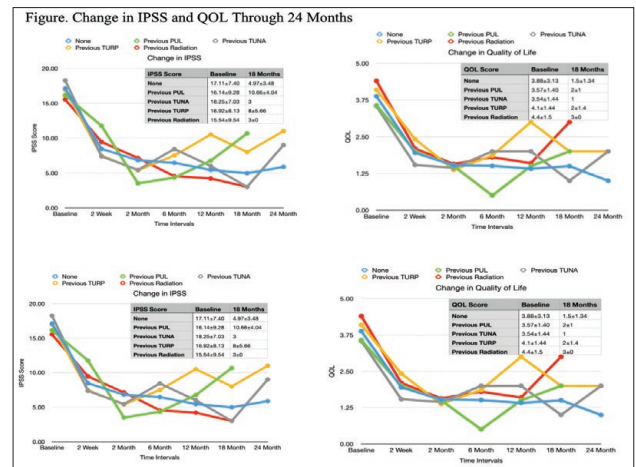 Figure. Change in IPSS and QOL Through 24 Months
None Previous PUL Previous TUNA
Previous TURP Previous Radiation
Change in IPSS
20.00
15.00
10.00
5.00
0.00
IPSS Score
IPSS Score Baseline 18 Months
None 17.11±7.40 4.97±3.48
Previous PUL 16.14±9.28 10.66±4.04
Previous TUNA 18.25±7.03 3
Previous TURP 16.92±8.13 8±5.66
Previous Radiation 15.54±9.54 3±0
Baseline 2 Week 2 Month 6 Month 12 Month 18 Month 24 Month
Time Intervals
None Previous PUL Previous TUNA
Previous TURP Previous Radiation
Change in Quality of Life
5.00
3.75
2.50
1.25
0.00
QOL
QOL Score Baseline 18 Months
None 3.88±3.13 1.5±1.34
Previous PUL 3.57±1.40 2±1
Previous TUNA 3.54±1.44 1
Previous TURP 4.1±1.44 2±1.4
Previous Radiation 4.4±1.5 3±0
Baseline 2 Week 2 Month 6 Month 12 Month 18 Month 24 Month
Time Intervals
None Previous PUL Previous TUNA
Previous TURP Previous Radiation
Change in IPSS
20.00
15.00
10.00
5.00
0.00
IPSS Score
IPSS Score Baseline 18 Months
None 17.11±7.40 4.97±3.48
Previous PUL 16.14±9.28 10.66±4.04
Previous TUNA 18.25±7.03 3
Previous TURP 16.92±8.13 8±5.66
Previous Radiation 15.54±9.54 3±0
Baseline 2 Week 2 Month 6 Month 12 Month 18 Month 24 Month
Time Intervals
None Previous PUL Previous TUNA
Previous TURP Previous Radiation
Change in Quality of Life
5.00
3.75
2.50
1.25
0.00
QOL
QOL Score Baseline 18 Months
None 3.88±3.13 1.5±1.34
Previous PUL 3.57±1.40 2±1
Previous TUNA 3.54±1.44 1
Previous TURP 4.1±1.44 2±1.4
Previous Radiation 4.4±1.5 3±0
Baseline 2 Week 2 Month 6 Month 12 Month 18 Month 24 Month
Time Intervals